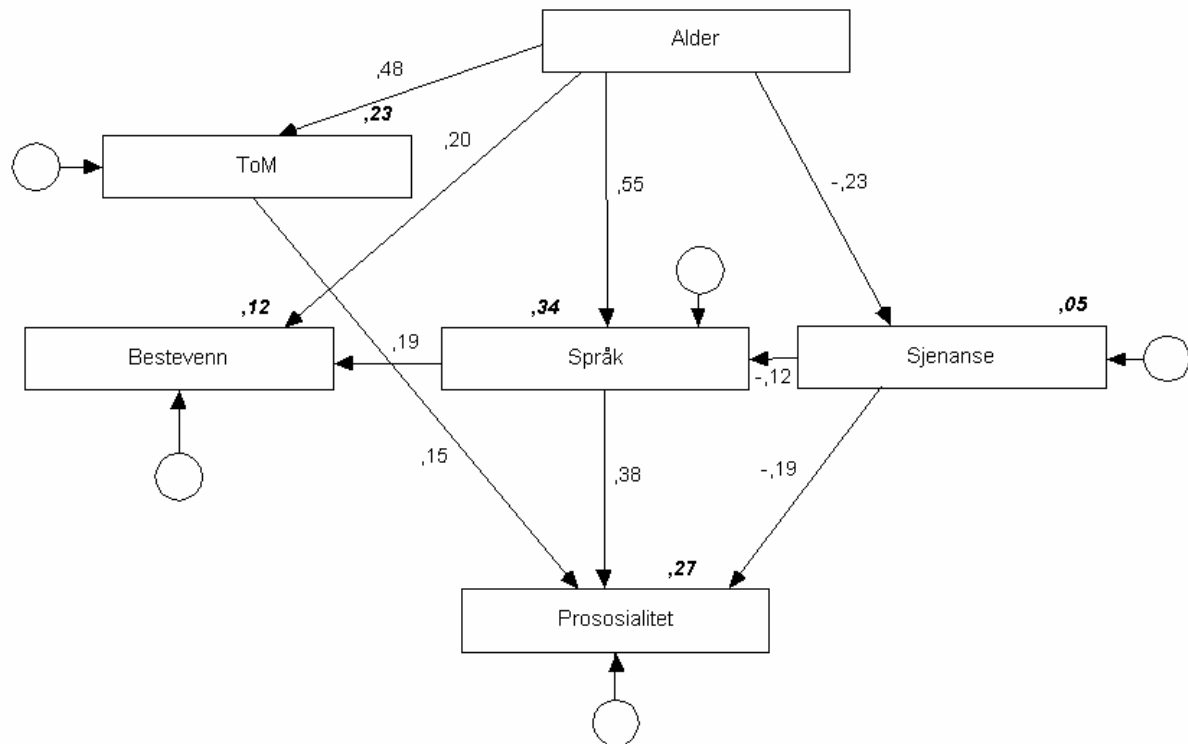 Alder
,48
,23
ToM
,20
,55
-,23
,12
,34
,05
Bestevenn
,19
Språk
-,12
Sjenanse
,15
,38
-,19
,27
Prososialitet